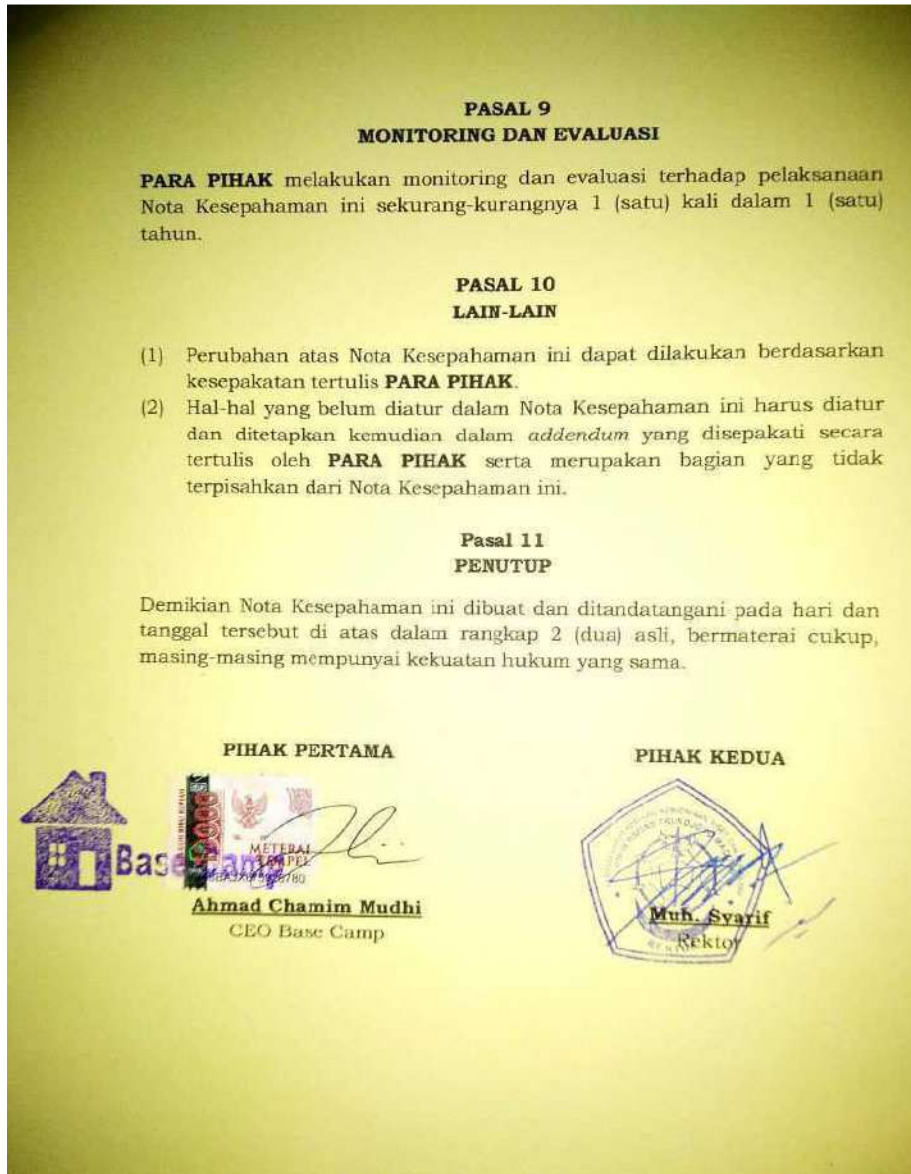 PASAL 9
MONITORING DAN EVALUASI
PARA PIHAK melakukan monitoring dan evaluasi terhadap pelaksanaan
Nota Kesepahaman ini sekurang-kurangnya 1 (satu) kali dalam 1 (satu)
tahun.
PASAL 10
LAIN-LAIN
(1) Perubahan atas Nota Kesepahaman ini dapat dilakukan berdasarkan
kesepakatan tertulis PARA PIHAK.
(2) Hal-hal yang belum diatur dalam Nota Kesepahaman ini harus diatur
dan ditetapkan kemudian dalam addendum yang disepakati secara
tertulis oleh PARA PIHAK serta merupakan bagian yang tidak
terpisahkan dari Nota Kesepahaman ini.
Pasal 11
PENUTUP
Demikian Nota Kesepahaman ini dibuat dan ditandatangani pada hari dan
tanggal tersebut di atas dalam rangkap 2 (dua) asli, bermaterai cukup,
masing-masing mempunyai kekuatan hukum yang sama.
PIHAK PERTAMA
PIHAK KEDUA
METERAI
TEMPEL
Base Camp
Ahmad Chamim Mudhi
CEO Base Camp
Muh. Syarif
Rektor